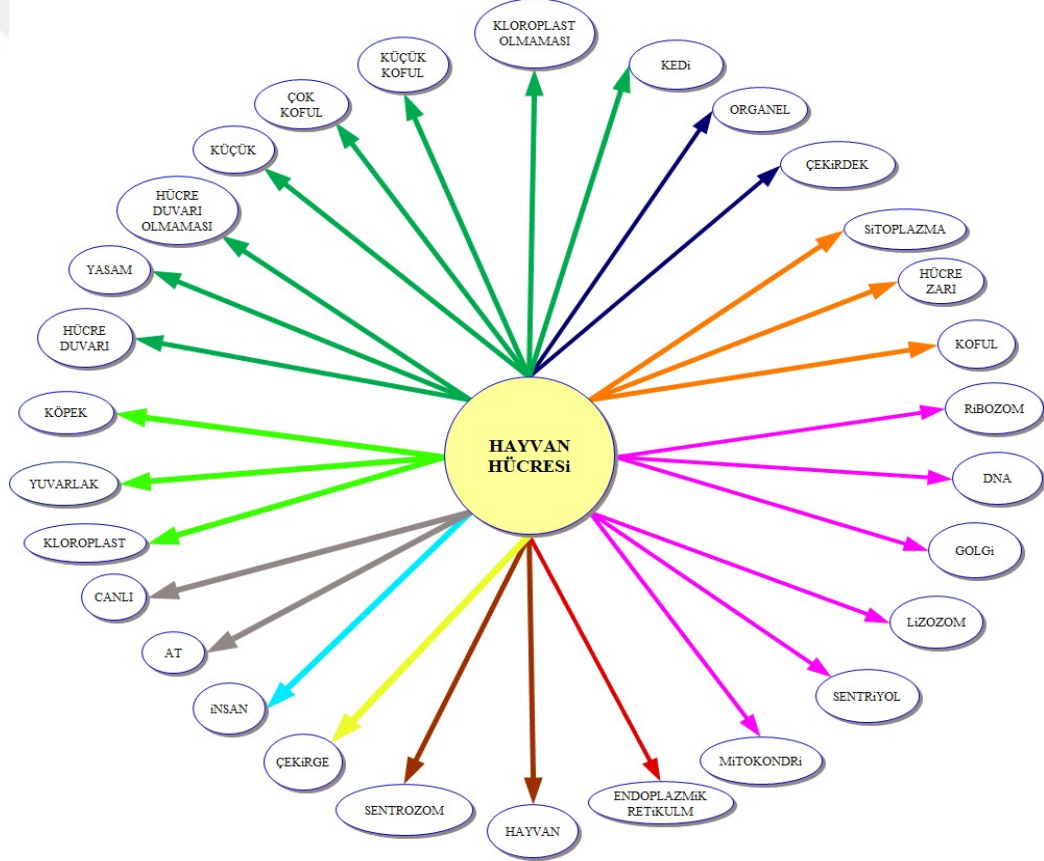 KLOROPLAST
OLMAMASI
KEDi
ORGANEL
ÇEKiRDEK
SiTOPLAZMA
HÜCRE
ZARI
KOFUL
RiBOZOM
DNA
GOLGi
LiZOZOM
SENTRiYOL
MiTOKONDRi
ENDOPLAZMiK
RETiKULM
HAYVAN
SENTROZOM
ÇEKiRGE
iNSAN
AT
CANLI
KLOROPLAST
YUVARLAK
KÖPEK
HÜCRE
DUVARI
YASAM
HÜCRE
DUVARI
OLMAMASI
KÜÇÜK
ÇOK
KOFUL
KÜÇÜK
KOFUL
HAYVAN
HÜCRESi